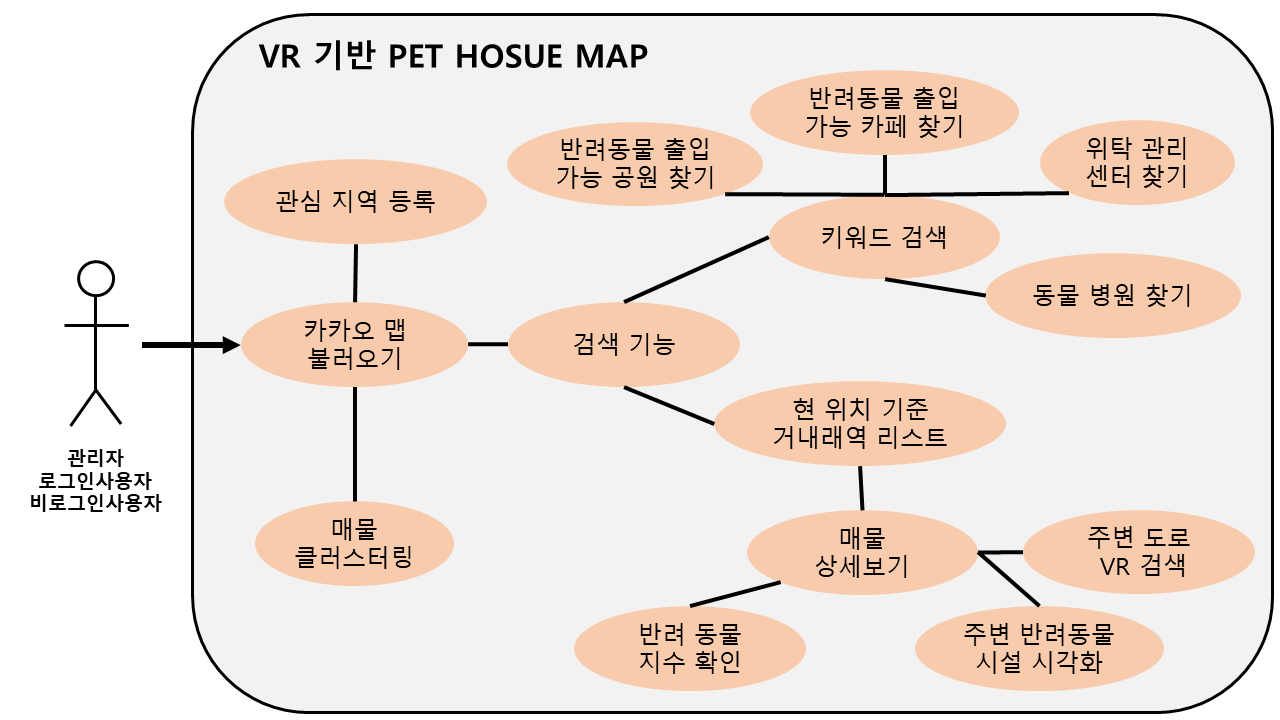 VR 기반 PET HOSUE MAP
반려동물 출입
가능 카페 찾기
반려동물 출입
가능 공원 찾기
위탁 관리
센터 찾기
관심 지역 등록
키워드 검색
동물 병원 찾기
카카오 맵
불러오기
검색 기능
현 위치 기준
거내래역 리스트
관리자
로그인사용자
비로그인사용자
매물
클러스터링
매물
상세보기
주변 도로
VR 검색
반려 동물
지수 확인
주변 반려동물
시설 시각화